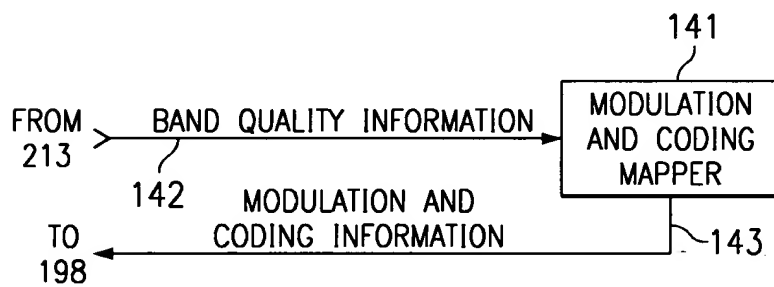 141
FROM
213
BAND QUALITY INFORMATION
142
MODULATION
AND CODING
MAPPER
MODULATION AND
CODING INFORMATION
TO
198
143